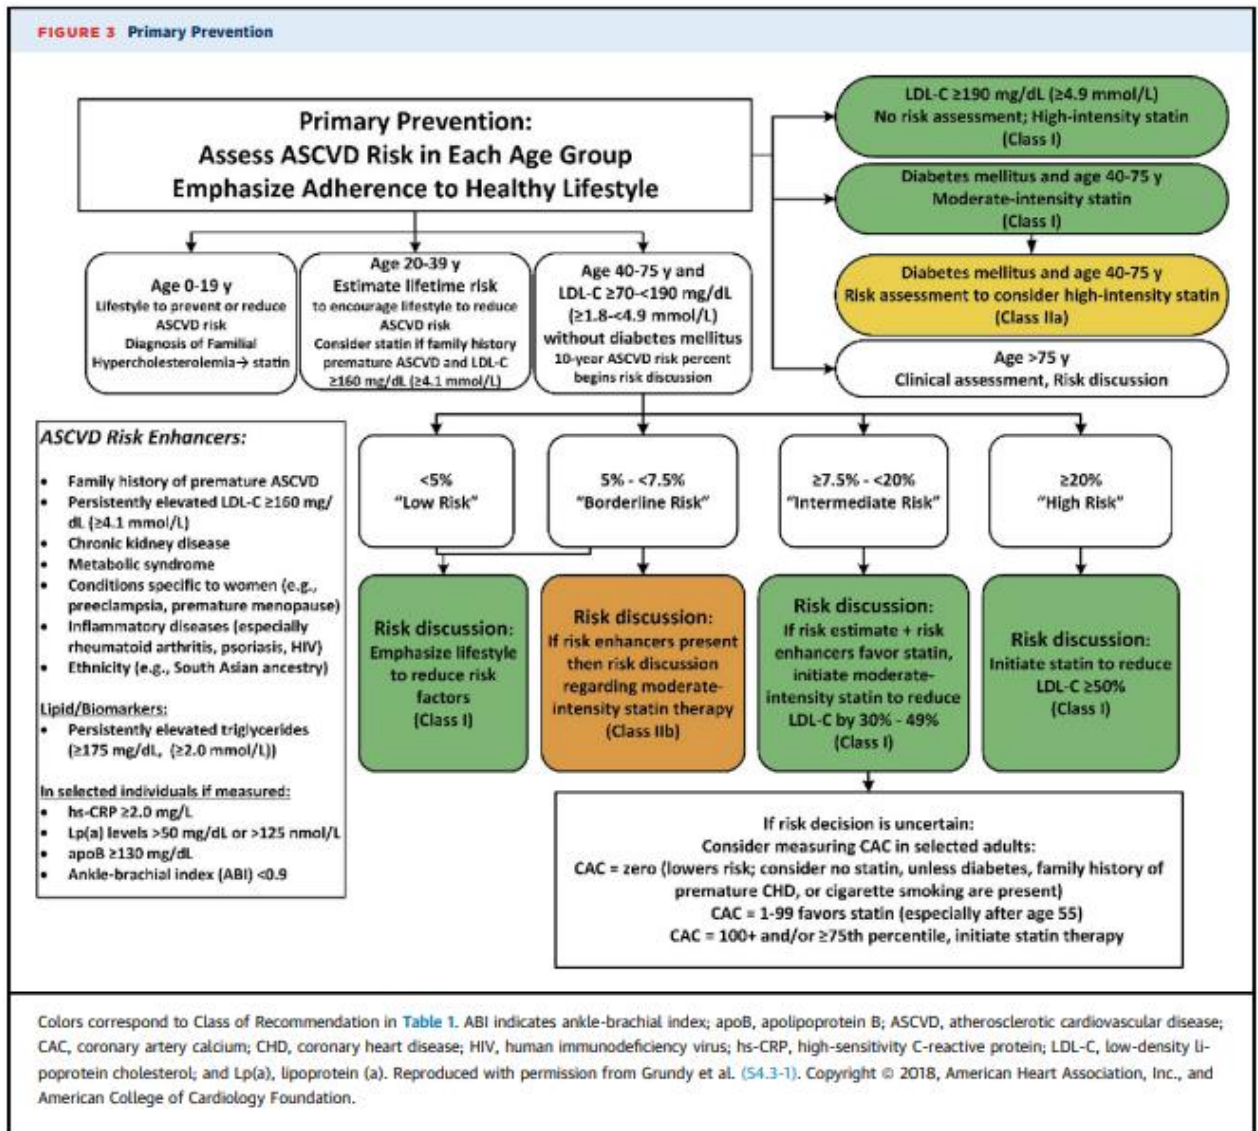 FIGURE 3 Primary Prevention
Primary Prevention:
Assess ASCVD Risk in Each Age Group
Emphasize Adherence to Healthy Lifestyle
LDL-C ≥190 mg/dL (≥4.9 mmol/L)
No risk assessment; High-intensity statin
(Class I)
Diabetes mellitus and age 40-75 y
Moderate-intensity statin
(Class I)
Diabetes mellitus and age 40-75 y
Risk assessment to consider high-intensity statin
(Class IIa)
Age >75 y
Clinical assessment, Risk discussion
Age 0-19 y
Lifestyle to prevent or reduce
ASCVD risk
Diagnosis of Familial
Hypercholesterolemia→ statin
Age 20-39 y
Estimate lifetime risk
to encourage lifestyle to reduce
ASCVD risk
Consider statin if family history
premature ASCVD and LDL-C
≥160 mg/dL (≥4.1 mmol/L)
Age 40-75 y and
LDL-C ≥70-<190 mg/dL
(≥1.8-<4.9 mmol/L)
without diabetes mellitus
10-year ASCVD risk percent
begins risk discussion
ASCVD Risk Enhancers:
• Family history of premature ASCVD
• Persistently elevated LDL-C ≥160 mg/
dL (≥4.1 mmol/L)
• Chronic kidney disease
• Metabolic syndrome
• Conditions specific to women (e.g.,
preeclampsia, premature menopause)
• Inflammatory diseases (especially
rheumatoid arthritis, psoriasis, HIV)
• Ethnicity (e.g., South Asian ancestry)
Lipid/Biomarkers:
• Persistently elevated triglycerides
(≥175 mg/dL, (≥2.0 mmol/L))
In selected individuals if measured:
• hs-CRP ≥2.0 mg/L
• Lp(a) levels >50 mg/dL or >125 nmol/L
• apoB ≥130 mg/dL
• Ankle-brachial index (ABI) <0.9
<5%
"Low Risk"
5% - <7.5%
"Borderline Risk"
≥7.5% - <20%
"Intermediate Risk"
≥20%
"High Risk"
Risk discussion:
Emphasize lifestyle
to reduce risk
factors
(Class I)
Risk discussion:
If risk enhancers present
then risk discussion
regarding moderate-
intensity statin therapy
(Class IIb)
Risk discussion:
If risk estimate + risk
enhancers favor statin,
initiate moderate-
intensity statin to reduce
LDL-C by 30% - 49%
(Class I)
Risk discussion:
Initiate statin to reduce
LDL-C ≥50%
(Class I)
If risk decision is uncertain:
Consider measuring CAC in selected adults:
CAC = zero (lowers risk; consider no statin, unless diabetes, family history of
premature CHD, or cigarette smoking are present)
CAC = 1-99 favors statin (especially after age 55)
CAC = 100+ and/or ≥75th percentile, initiate statin therapy
Colors correspond to Class of Recommendation in Table 1. ABI indicates ankle-brachial index; apoB, apolipoprotein B; ASCVD, atherosclerotic cardiovascular disease;
CAC, coronary artery calcium; CHD, coronary heart disease; HIV, human immunodeficiency virus; hs-CRP, high-sensitivity C-reactive protein; LDL-C, low-density li-
poprotein cholesterol; and Lp(a), lipoprotein (a). Reproduced with permission from Grundy et al. (S4.3-1). Copyright © 2018, American Heart Association, Inc., and
American College of Cardiology Foundation.